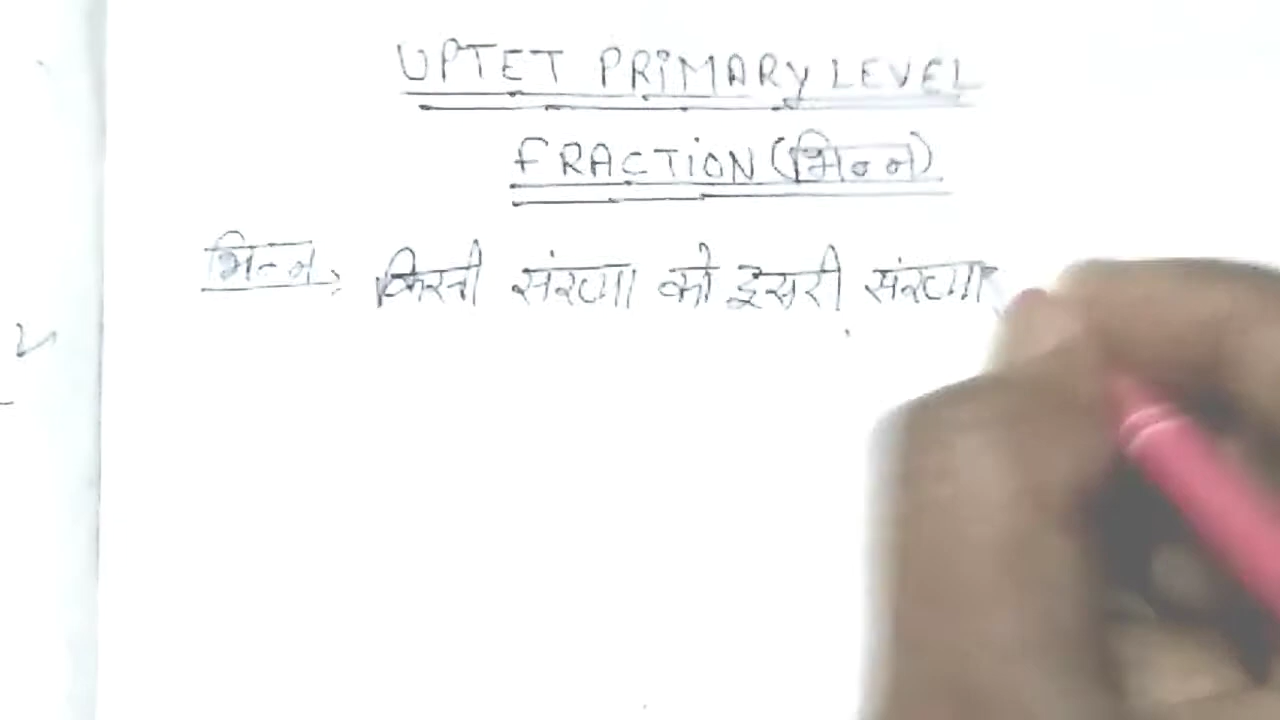 UPTET PRIMARY LEVEL
FRACTION (भिन्न)
भिन्न: किसी संख्या को दूसरी संख्या